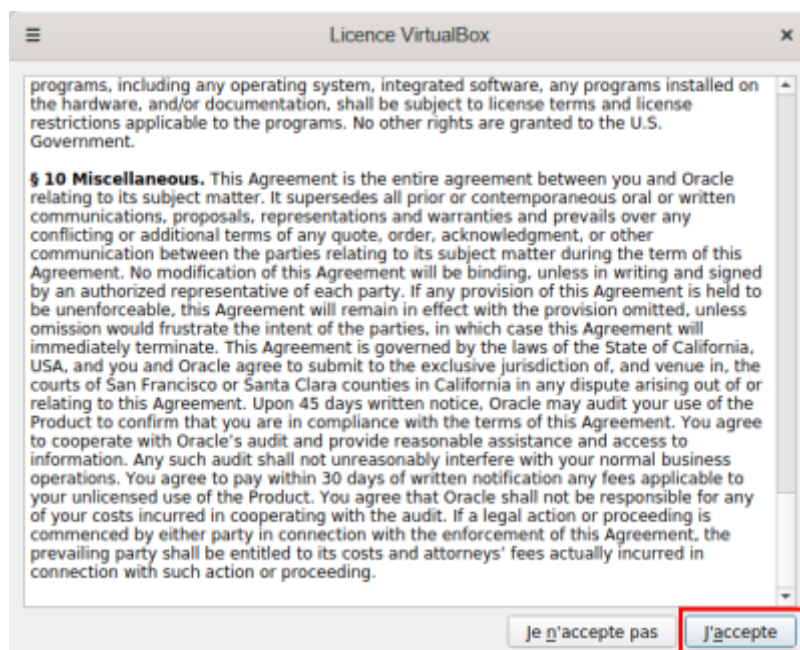 Licence VirtualBox
programs, including any operating system, integrated software, any programs installed on
the hardware, and/or documentation, shall be subject to license terms and license
restrictions applicable to the programs. No other rights are granted to the U.S.
Government.
§ 10 Miscellaneous. This Agreement is the entire agreement between you and Oracle
relating to its subject matter. It supersedes all prior or contemporaneous oral or written
communications, proposals, representations and warranties and prevails over any
conflicting or additional terms of any quote, order, acknowledgment, or other
communication between the parties relating to its subject matter during the term of this
Agreement. No modification of this Agreement will be binding, unless in writing and signed
by an authorized representative of each party. If any provision of this Agreement is held to
be unenforceable, this Agreement will remain in effect with the provision omitted, unless
omission would frustrate the intent of the parties, in which case this Agreement will
immediately terminate. This Agreement is governed by the laws of the State of California,
USA, and you and Oracle agree to submit to the exclusive jurisdiction of, and venue in, the
courts of San Francisco or Santa Clara counties in California in any dispute arising out of or
relating to this Agreement. Upon 45 days written notice, Oracle may audit your use of the
Product to confirm that you are in compliance with the terms of this Agreement. You agree
to cooperate with Oracle's audit and provide reasonable assistance and access to
information. Any such audit shall not unreasonably interfere with your normal business
operations. You agree to pay within 30 days of written notification any fees applicable to
your unlicensed use of the Product. You agree that Oracle shall not be responsible for any
of your costs incurred in cooperating with the audit. If a legal action or proceeding is
commenced by either party in connection with the enforcement of this Agreement, the
prevailing party shall be entitled to its costs and attorneys' fees actually incurred in
connection with such action or proceeding.
Je n'accepte pas
J'accepte